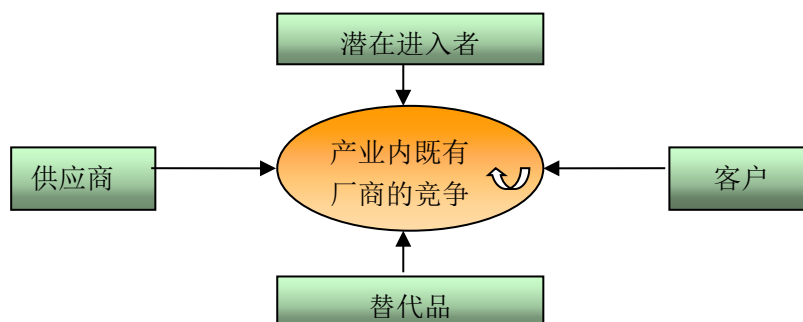 潜在进入者
供应商
产业内既有
厂商的竞争
客户
替代品